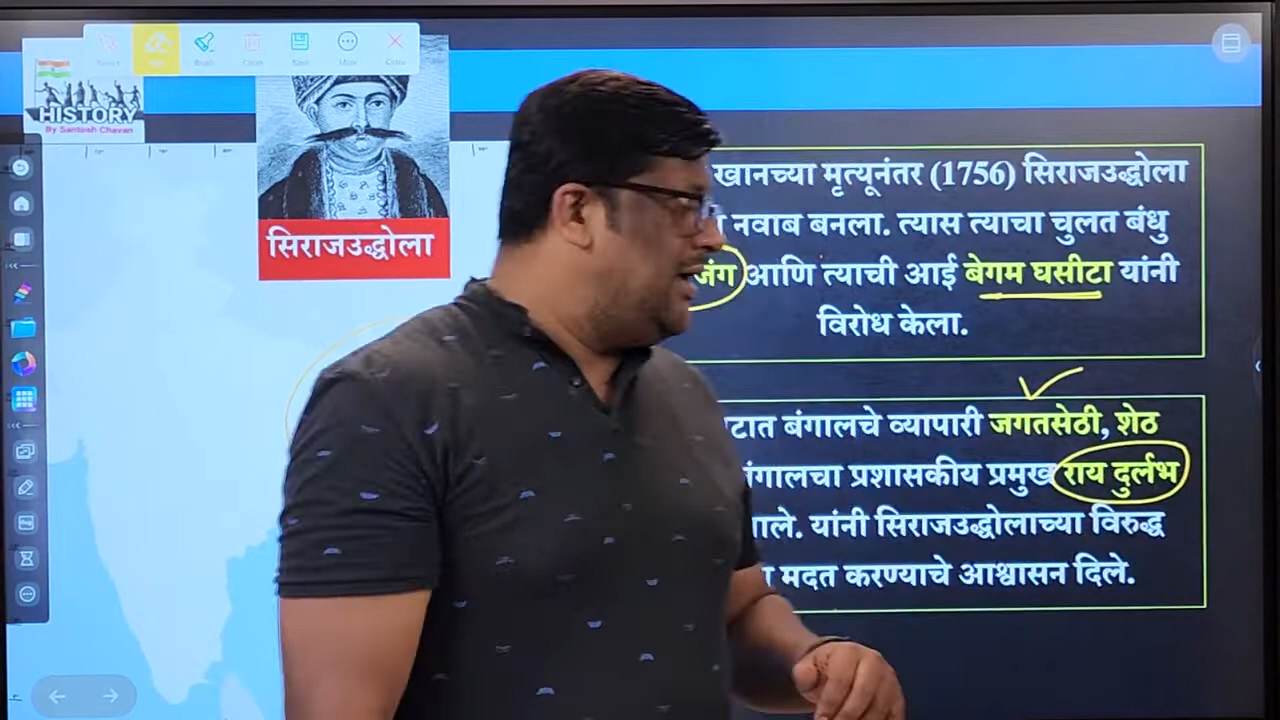 HISTORY
By Santosh Chavan
सिराजउद्धोला
खानच्या मृत्यूनंतर (1756) सिराजउद्धोला
नवाब बनला. त्यास त्याचा चुलत बंधु
जंग आणि त्याची आई बेगम घसीटा यांनी
विरोध केला.
बंगालचे व्यापारी जगतसेठी, शेठ
प्रशासकीय प्रमुख राय दुर्लभ
यांनी सिराजउद्धोलाच्या विरुद्ध
मदत करण्याचे आश्वासन दिले.